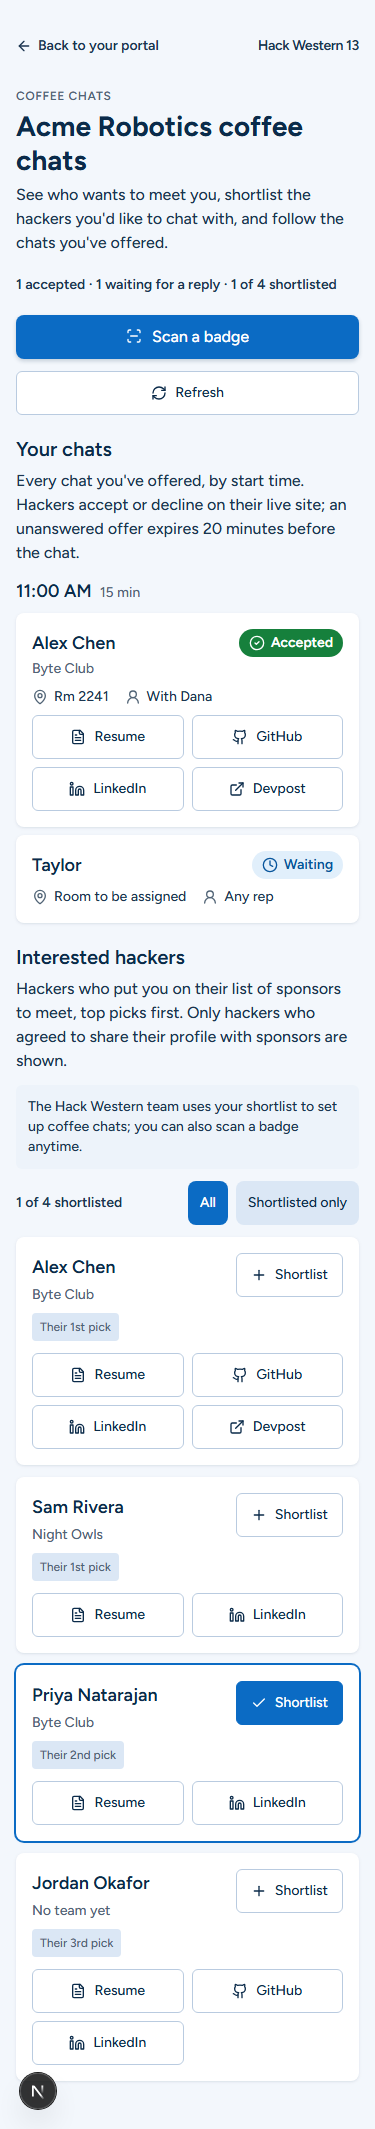 Back to your portal
Hack Western 13
COFFEE CHATS
Acme Robotics coffee
chats
See who wants to meet you, shortlist the
hackers you'd like to chat with, and follow the
chats you've offered.
1 accepted · 1 waiting for a reply · 1 of 4 shortlisted
Scan a badge
Refresh
Your chats
Every chat you've offered, by start time.
Hackers accept or decline on their live site; an
unanswered offer expires 20 minutes before
the chat.
11:00 AM 15 min
Alex Chen
Accepted
Byte Club
Rm 2241 With Dana
Resume
GitHub
LinkedIn
Devpost
Taylor
Waiting
Room to be assigned Any rep
Interested hackers
Hackers who put you on their list of sponsors
to meet, top picks first. Only hackers who
agreed to share their profile with sponsors are
shown.
The Hack Western team uses your shortlist to set
up coffee chats; you can also scan a badge
anytime.
1 of 4 shortlisted
All
Shortlisted only
Alex Chen
Shortlist
Byte Club
Their 1st pick
Resume
GitHub
LinkedIn
Devpost
Sam Rivera
Shortlist
Night Owls
Their 1st pick
Resume
LinkedIn
Priya Natarajan
Shortlist
Byte Club
Their 2nd pick
Resume
LinkedIn
Jordan Okafor
Shortlist
No team yet
Their 3rd pick
Resume
GitHub
LinkedIn
N